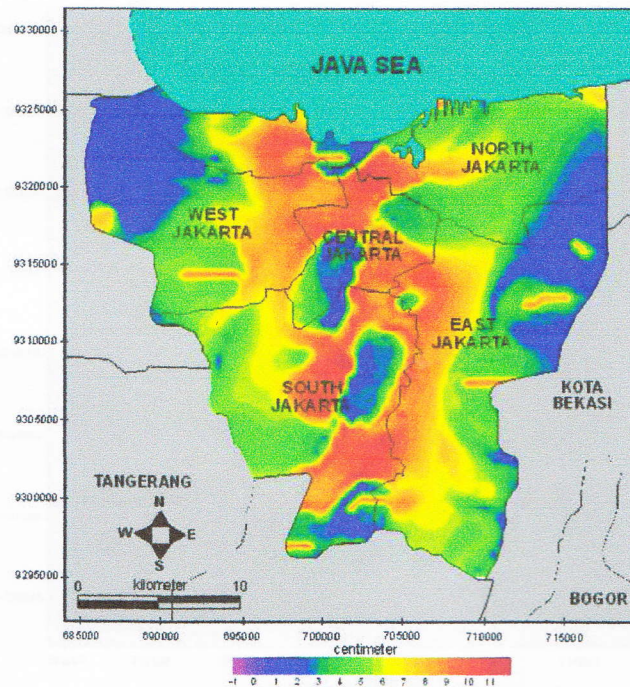 9330000
9325000
9320000
9315000
9310000
9305000
9300000
9295000
JAVA SEA
NORTH
JAKARTA
WEST
JAKARTA
CENTRAL
JAKARTA
EAST
JAKARTA
SOUTH
JAKARTA
KOTA
BEKASI
TANGERANG
N
W E
S
0 kilometer 10
BOGOR
685000 690000 695000 700000 705000 710000 715000
centimeter
-1 0 1 2 3 4 5 6 7 8 9 10 11